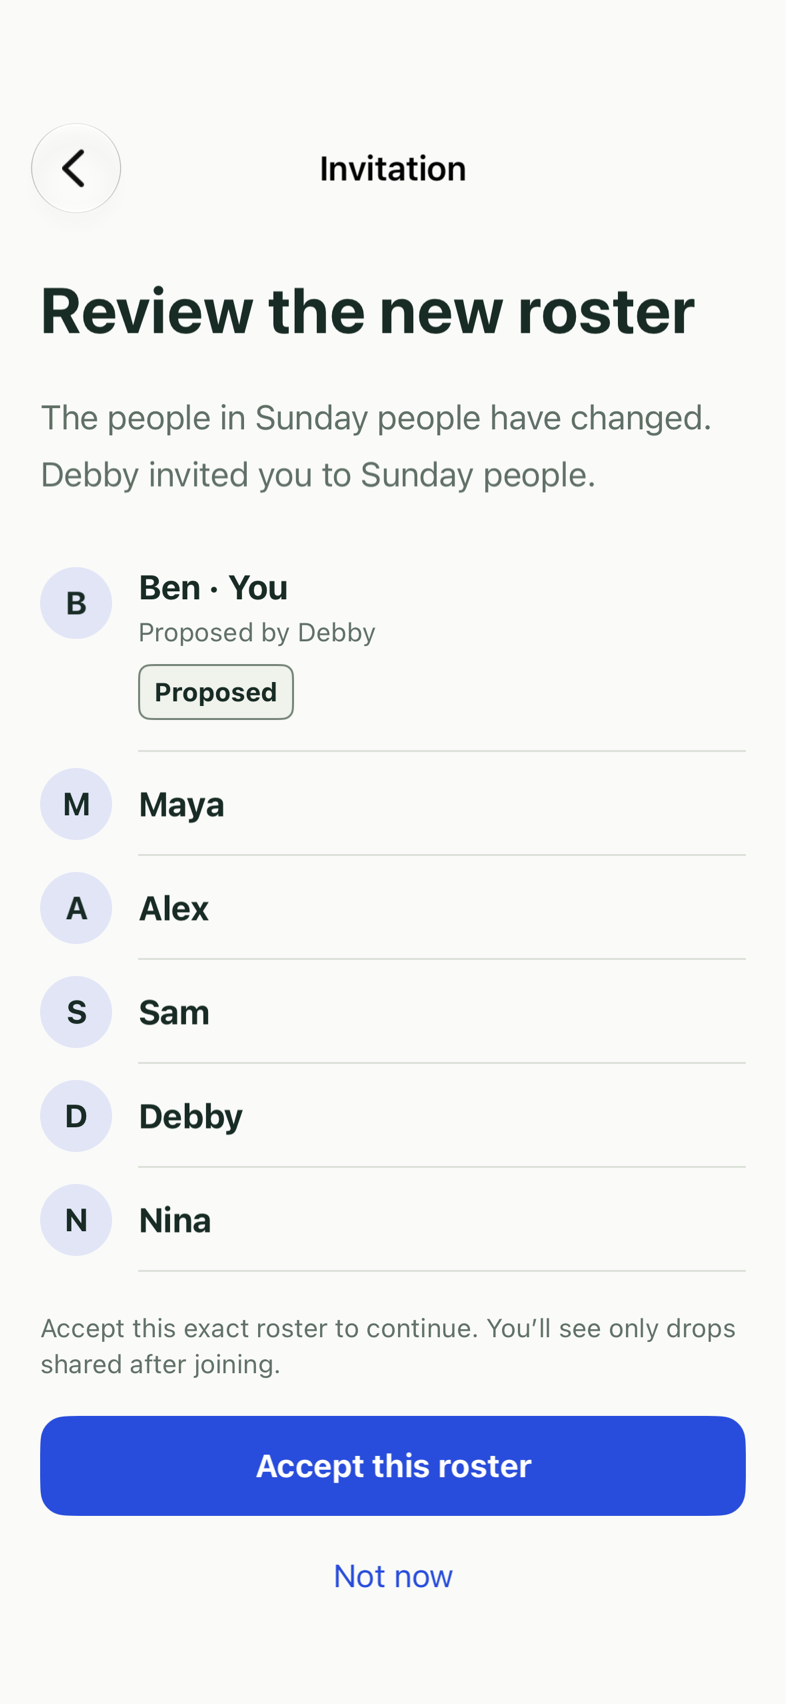 Invitation
Review the new roster
The people in Sunday people have changed.
Debby invited you to Sunday people.
B
Ben · You
Proposed by Debby
Proposed
M
Maya
A
Alex
S
Sam
D
Debby
N
Nina
Accept this exact roster to continue. You’ll see only drops
shared after joining.
Accept this roster
Not now